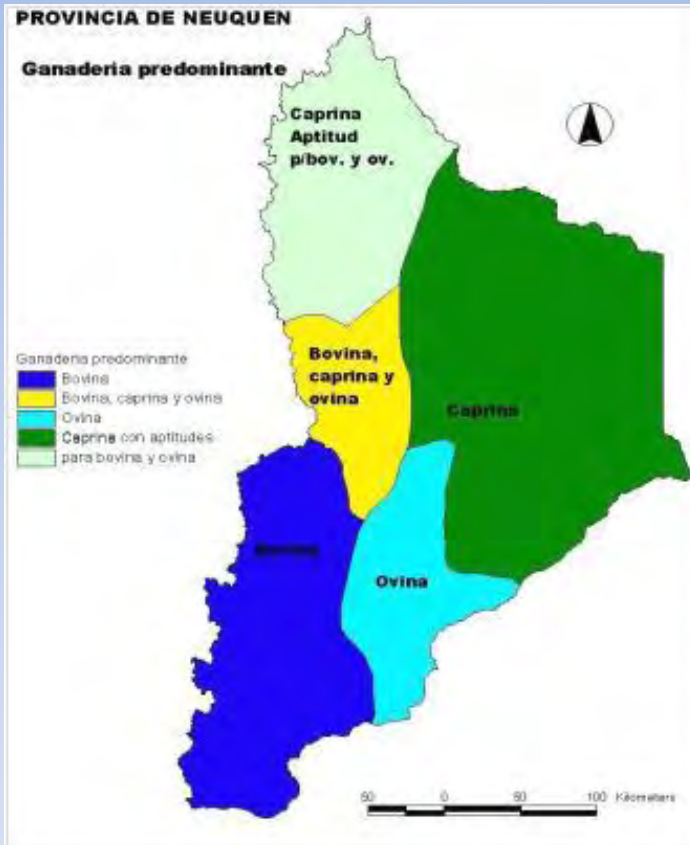 PROVINCIA DE NEUQUEN
Ganaderia predominante
Caprina
Aptitud
p/bov. y ov.
Bovina,
caprina y
ovina
Caprina
Bovina
Ovina
Ganaderia predominante
Bovina
Bovina, caprina y ovina
Ovina
Caprina con aptitudes
para bovina y ovina
50 0 50 100 Kilometers